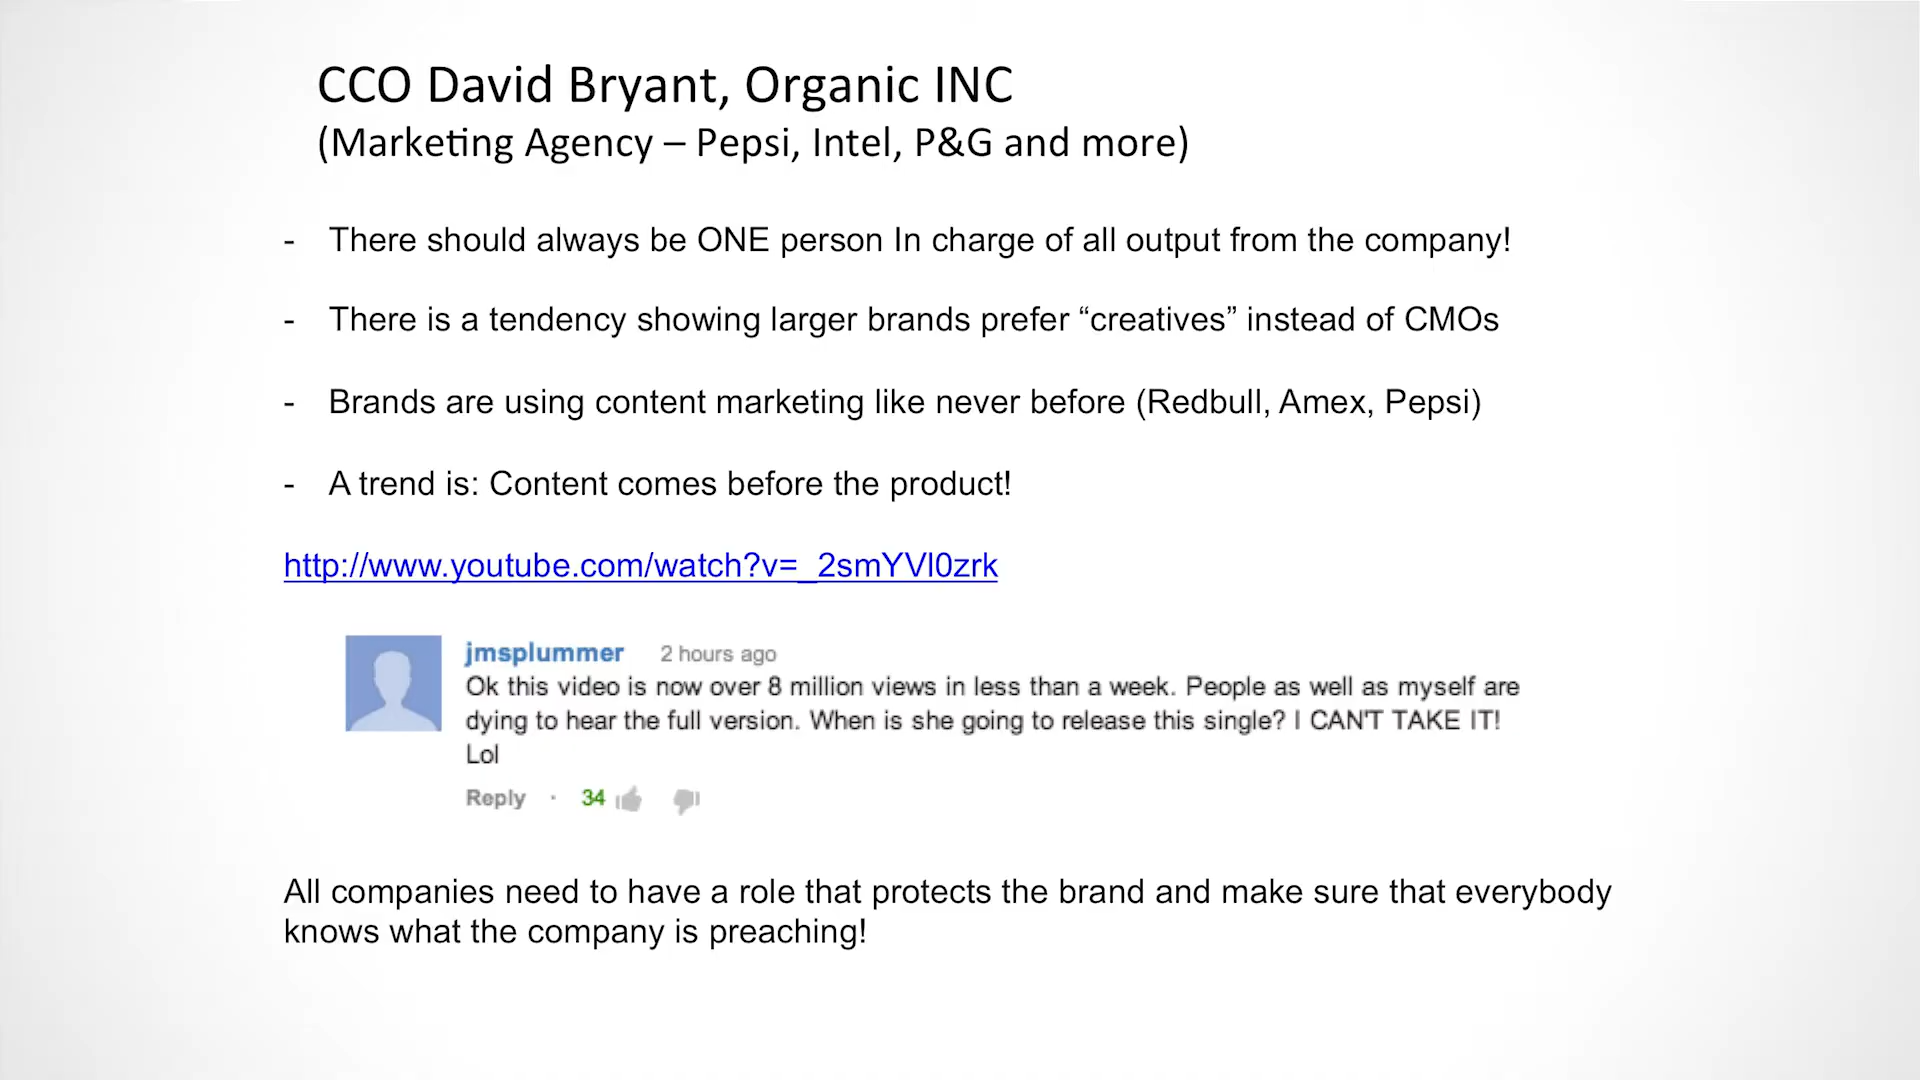 CCO David Bryant, Organic INC
(Marketing Agency – Pepsi, Intel, P&G and more)
- There should always be ONE person In charge of all output from the company!
- There is a tendency showing larger brands prefer “creatives” instead of CMOs
- Brands are using content marketing like never before (Redbull, Amex, Pepsi)
- A trend is: Content comes before the product!
http://www.youtube.com/watch?v=_2smYVl0zrk
jmsplummer 2 hours ago
Ok this video is now over 8 million views in less than a week. People as well as myself are
dying to hear the full version. When is she going to release this single? I CAN'T TAKE IT!
Lol
Reply · 34
All companies need to have a role that protects the brand and make sure that everybody
knows what the company is preaching!